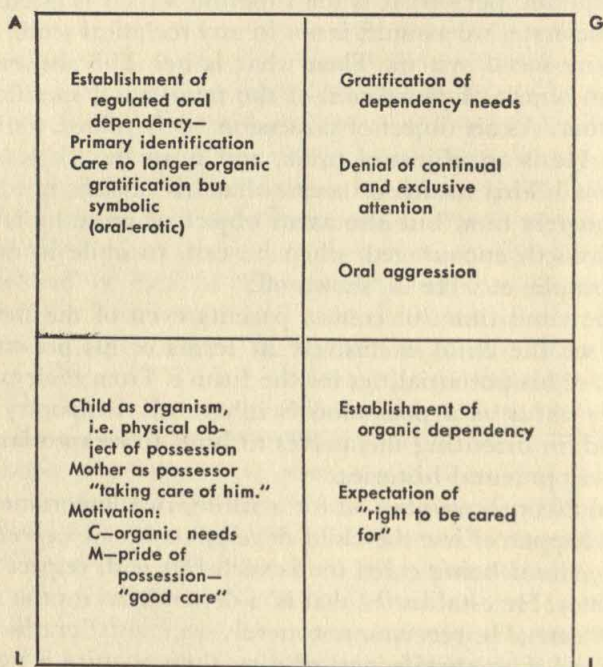 A
G
Establishment of
regulated oral
dependency—
Primary identification
Care no longer organic
gratification but
symbolic
(oral-erotic)
Gratification of
dependency needs
Denial of continual
and exclusive
attention
Oral aggression
Child as organism,
i.e. physical ob-
ject of possession
Mother as possessor
"taking care of him."
Motivation:
C—organic needs
M—pride of
possession—
"good care"
Establishment of
organic dependency
Expectation of
"right to be cared
for"
L
I